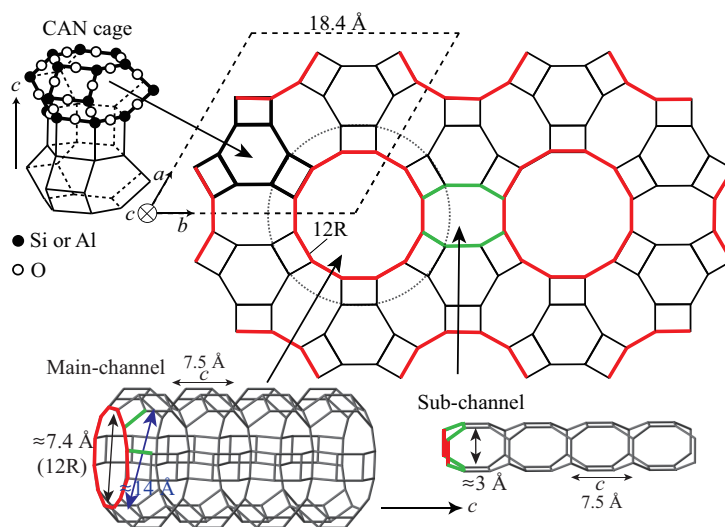 CAN cage
18.4 Å
c
a
c
b
12R
Si or Al
O
Main-channel
7.5 Å
c
≈7.4 Å
(12R)
≈14 Å
Sub-channel
≈3 Å
c
7.5 Å
c